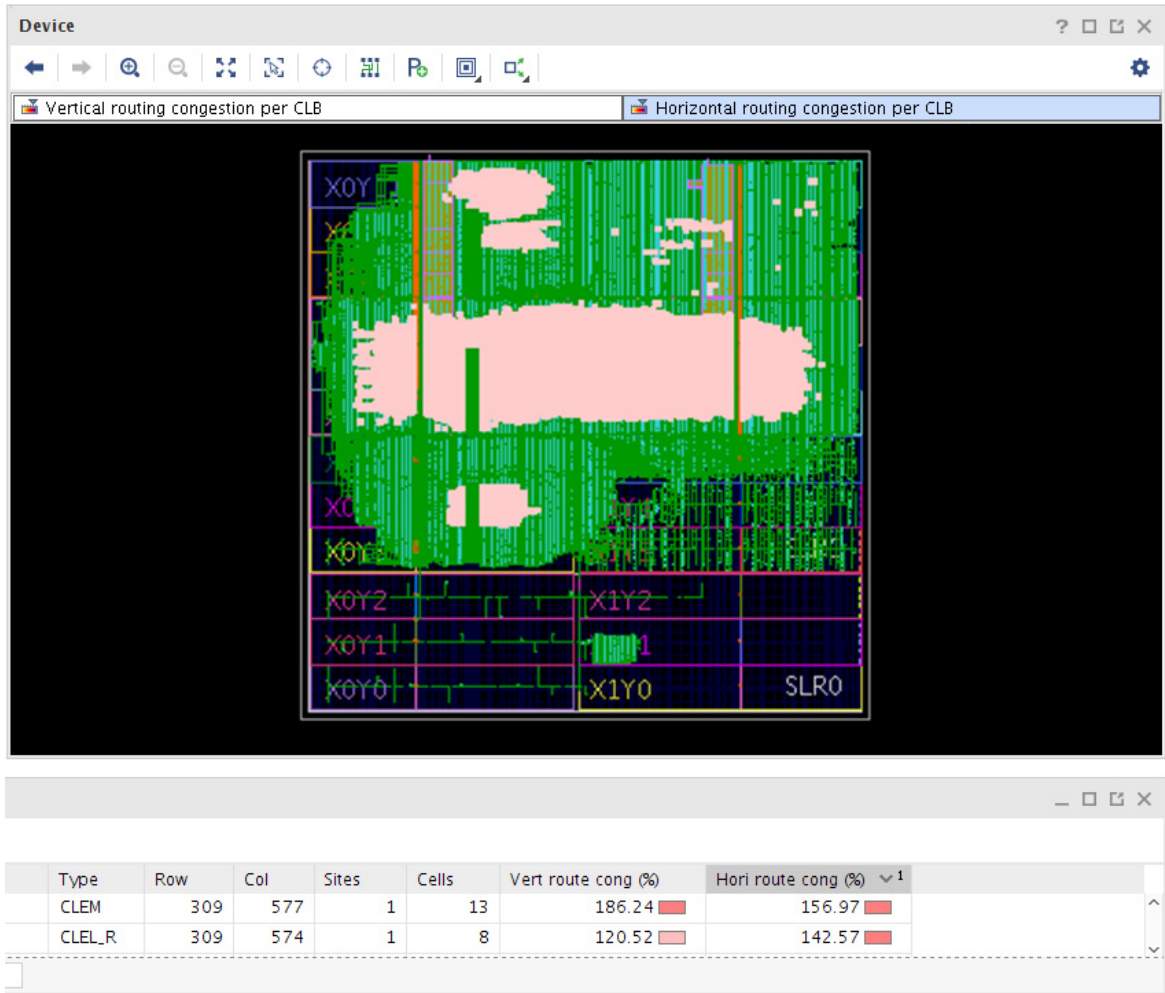 Device
Vertical routing congestion per CLB Horizontal routing congestion per CLB
X0Y
X0Y2 X1Y2
X0Y1 1
X0Y0 X1Y0 SLR0
Type Row Col Sites Cells Vert route cong (%) Hori route cong (%) 1
CLEM 309 577 1 13 186.24 156.97
CLEL_R 309 574 1 8 120.52 142.57